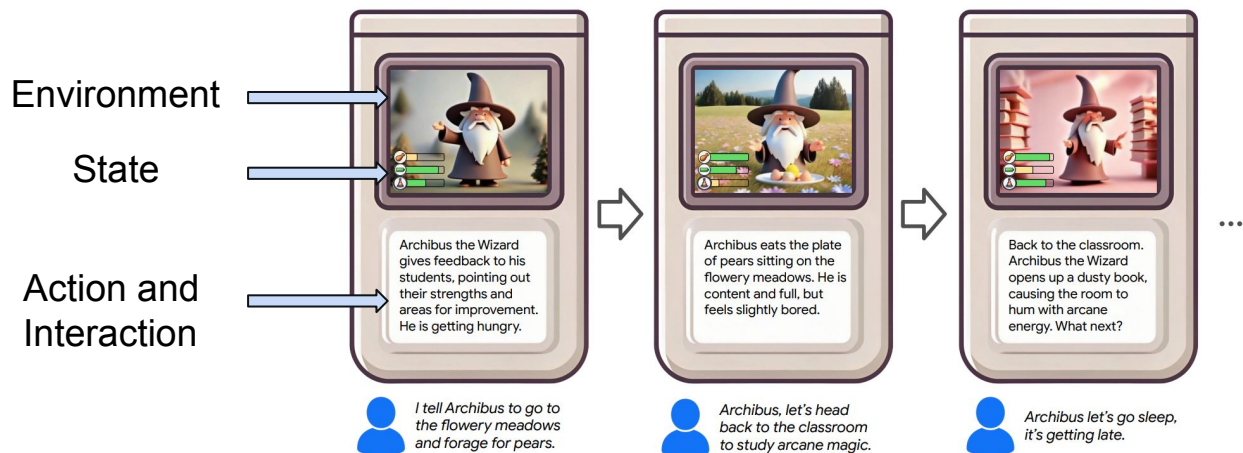 Environment
State
Action and
Interaction
Archibus the Wizard
gives feedback to his
students, pointing out
their strengths and
areas for improvement.
He is getting hungry.
Archibus eats the plate
of pears sitting on the
flowery meadows. He is
content and full, but
feels slightly bored.
Back to the classroom.
Archibus the Wizard
opens up a dusty book,
causing the room to
hum with arcane
energy. What next?
...
I tell Archibus to go to
the flowery meadows
and forage for pears.
Archibus, let's head
back to the classroom
to study arcane magic.
Archibus let's go sleep,
it's getting late.